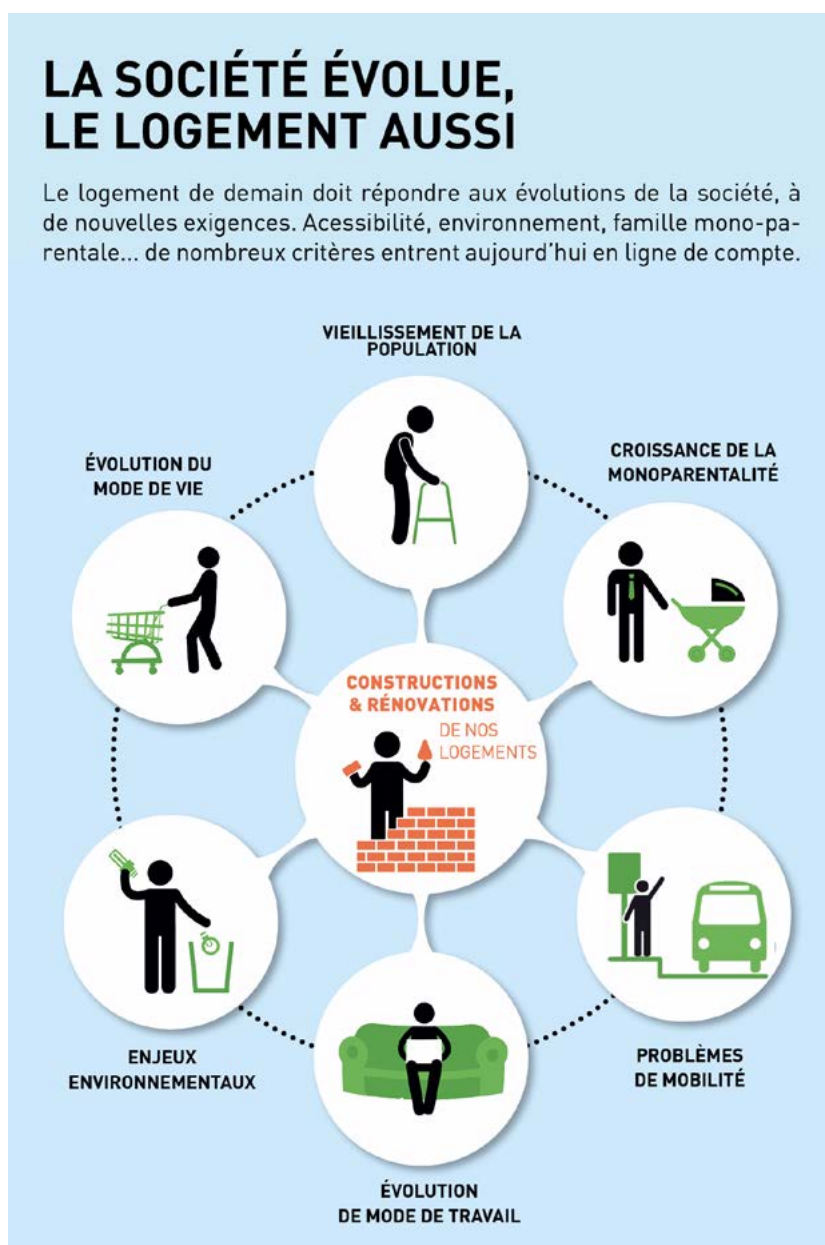 LA SOCIÉTÉ ÉVOLUE,
LE LOGEMENT AUSSI
Le logement de demain doit répondre aux évolutions de la société, à
de nouvelles exigences. Acessibilité, environnement, famille mono-pa-
rentale... de nombreux critères entrent aujourd'hui en ligne de compte.
VIEILLISSEMENT DE LA
POPULATION
CROISSANCE DE LA
MONOPARENTALITÉ
ÉVOLUTION DU
MODE DE VIE
CONSTRUCTIONS
& RÉNOVATIONS
DE NOS
LOGEMENTS
ENJEUX
ENVIRONNEMENTAUX
PROBLÈMES
DE MOBILITÉ
ÉVOLUTION
DE MODE DE TRAVAIL